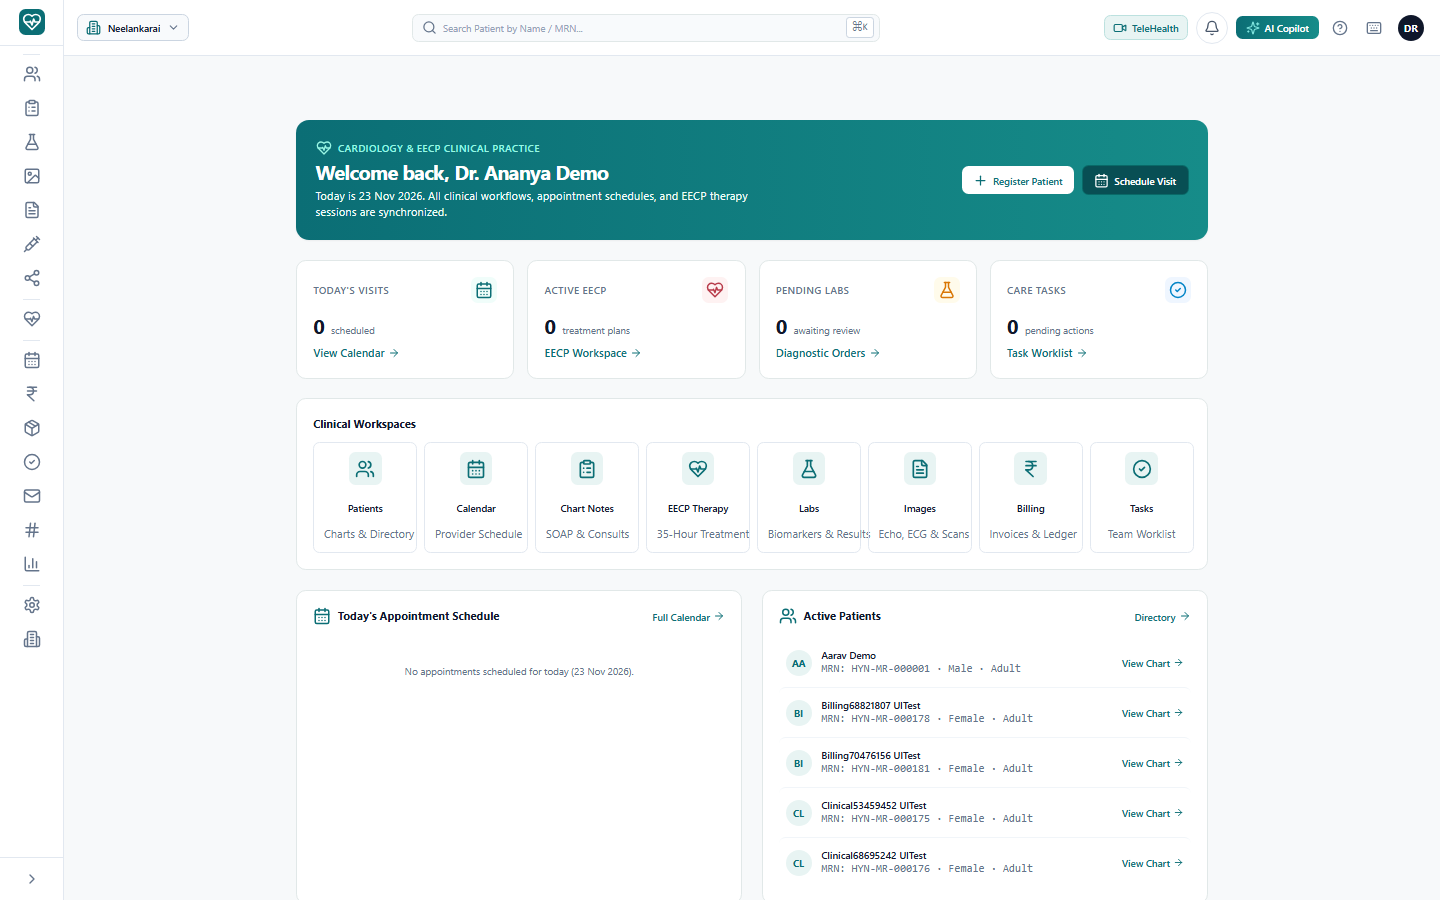 Neelankarai
Search Patient by Name / MRN...
⌘K
TeleHealth
AI Copilot
DR
CARDIOLOGY & EECP CLINICAL PRACTICE
Welcome back, Dr. Ananya Demo
Today is 23 Nov 2026. All clinical workflows, appointment schedules, and EECP therapy
sessions are synchronized.
Register Patient
Schedule Visit
TODAY'S VISITS
0 scheduled
View Calendar →
ACTIVE EECP
0 treatment plans
EECP Workspace →
PENDING LABS
0 awaiting review
Diagnostic Orders →
CARE TASKS
0 pending actions
Task Worklist →
Clinical Workspaces
Patients
Charts & Directory
Calendar
Provider Schedule
Chart Notes
SOAP & Consults
EECP Therapy
35-Hour Treatment
Labs
Biomarkers & Results
Images
Echo, ECG & Scans
Billing
Invoices & Ledger
Tasks
Team Worklist
Today's Appointment Schedule
Full Calendar →
No appointments scheduled for today (23 Nov 2026).
Active Patients
Directory →
AA
Aarav Demo
MRN: HYN-MR-000001 · Male · Adult
View Chart →
BI
Billing68821807 UITest
MRN: HYN-MR-000178 · Female · Adult
View Chart →
BI
Billing70476156 UITest
MRN: HYN-MR-000181 · Female · Adult
View Chart →
CL
Clinical53459452 UITest
MRN: HYN-MR-000175 · Female · Adult
View Chart →
CL
Clinical68695242 UITest
MRN: HYN-MR-000176 · Female · Adult
View Chart →